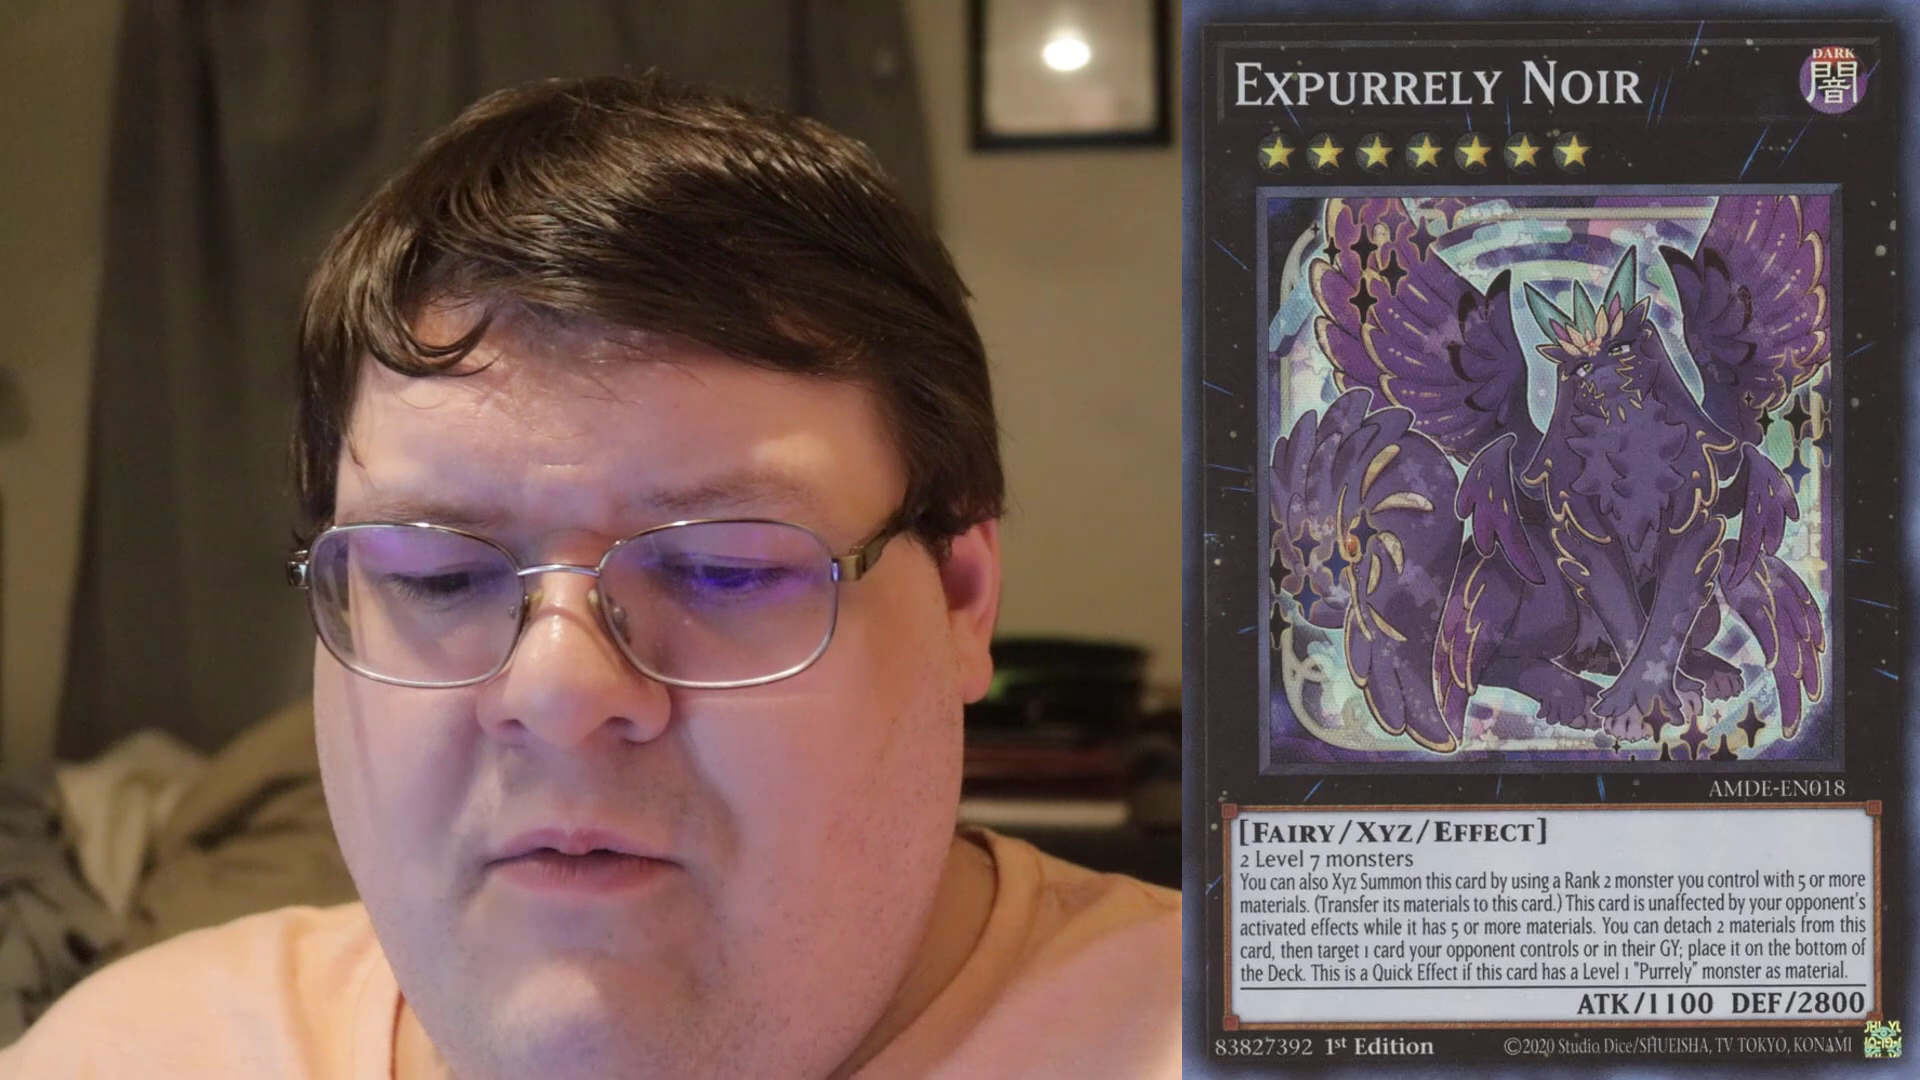 Expurrely Noir
DARK
闇
AMDE-EN018
[Fairy/Xyz/Effect]
2 Level 7 monsters
You can also Xyz Summon this card by using a Rank 2 monster you control with 5 or more
materials. (Transfer its materials to this card.) This card is unaffected by your opponent's
activated effects while it has 5 or more materials. You can detach 2 materials from this
card, then target 1 card your opponent controls or in their GY; place it on the bottom of
the Deck. This is a Quick Effect if this card has a Level 1 "Purrely" monster as material.
ATK/1100 DEF/2800
83827392 1st Edition
©2020 Studio Dice/SHUEISHA, TV TOKYO, KONAMI